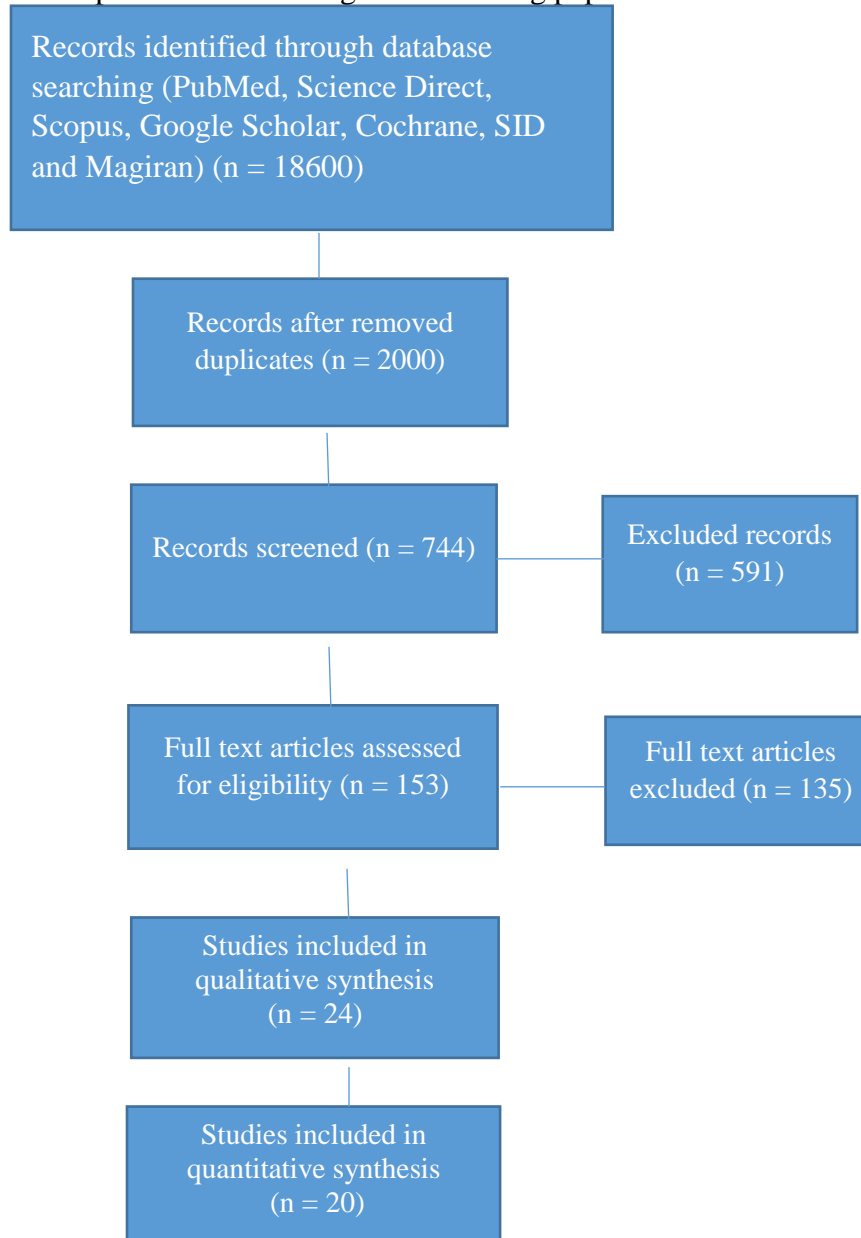 Records identified through database
searching (PubMed, Science Direct,
Scopus, Google Scholar, Cochrane, SID
and Magiran) (n = 18600)
Records after removed
duplicates (n = 2000)
Records screened (n = 744)
Excluded records
(n = 591)
Full text articles assessed
for eligibility (n = 153)
Full text articles
excluded (n = 135)
Studies included in
qualitative synthesis
(n = 24)
Studies included in
quantitative synthesis
(n = 20)